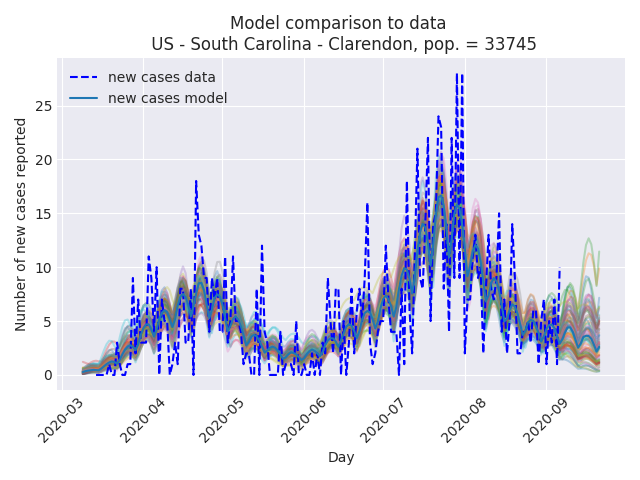 Model comparison to data
US - South Carolina - Clarendon, pop. = 33745
new cases data
new cases model
Number of new cases reported
25
20
15
10
5
0
2020-03
2020-04
2020-05
2020-06
2020-07
2020-08
2020-09
Day